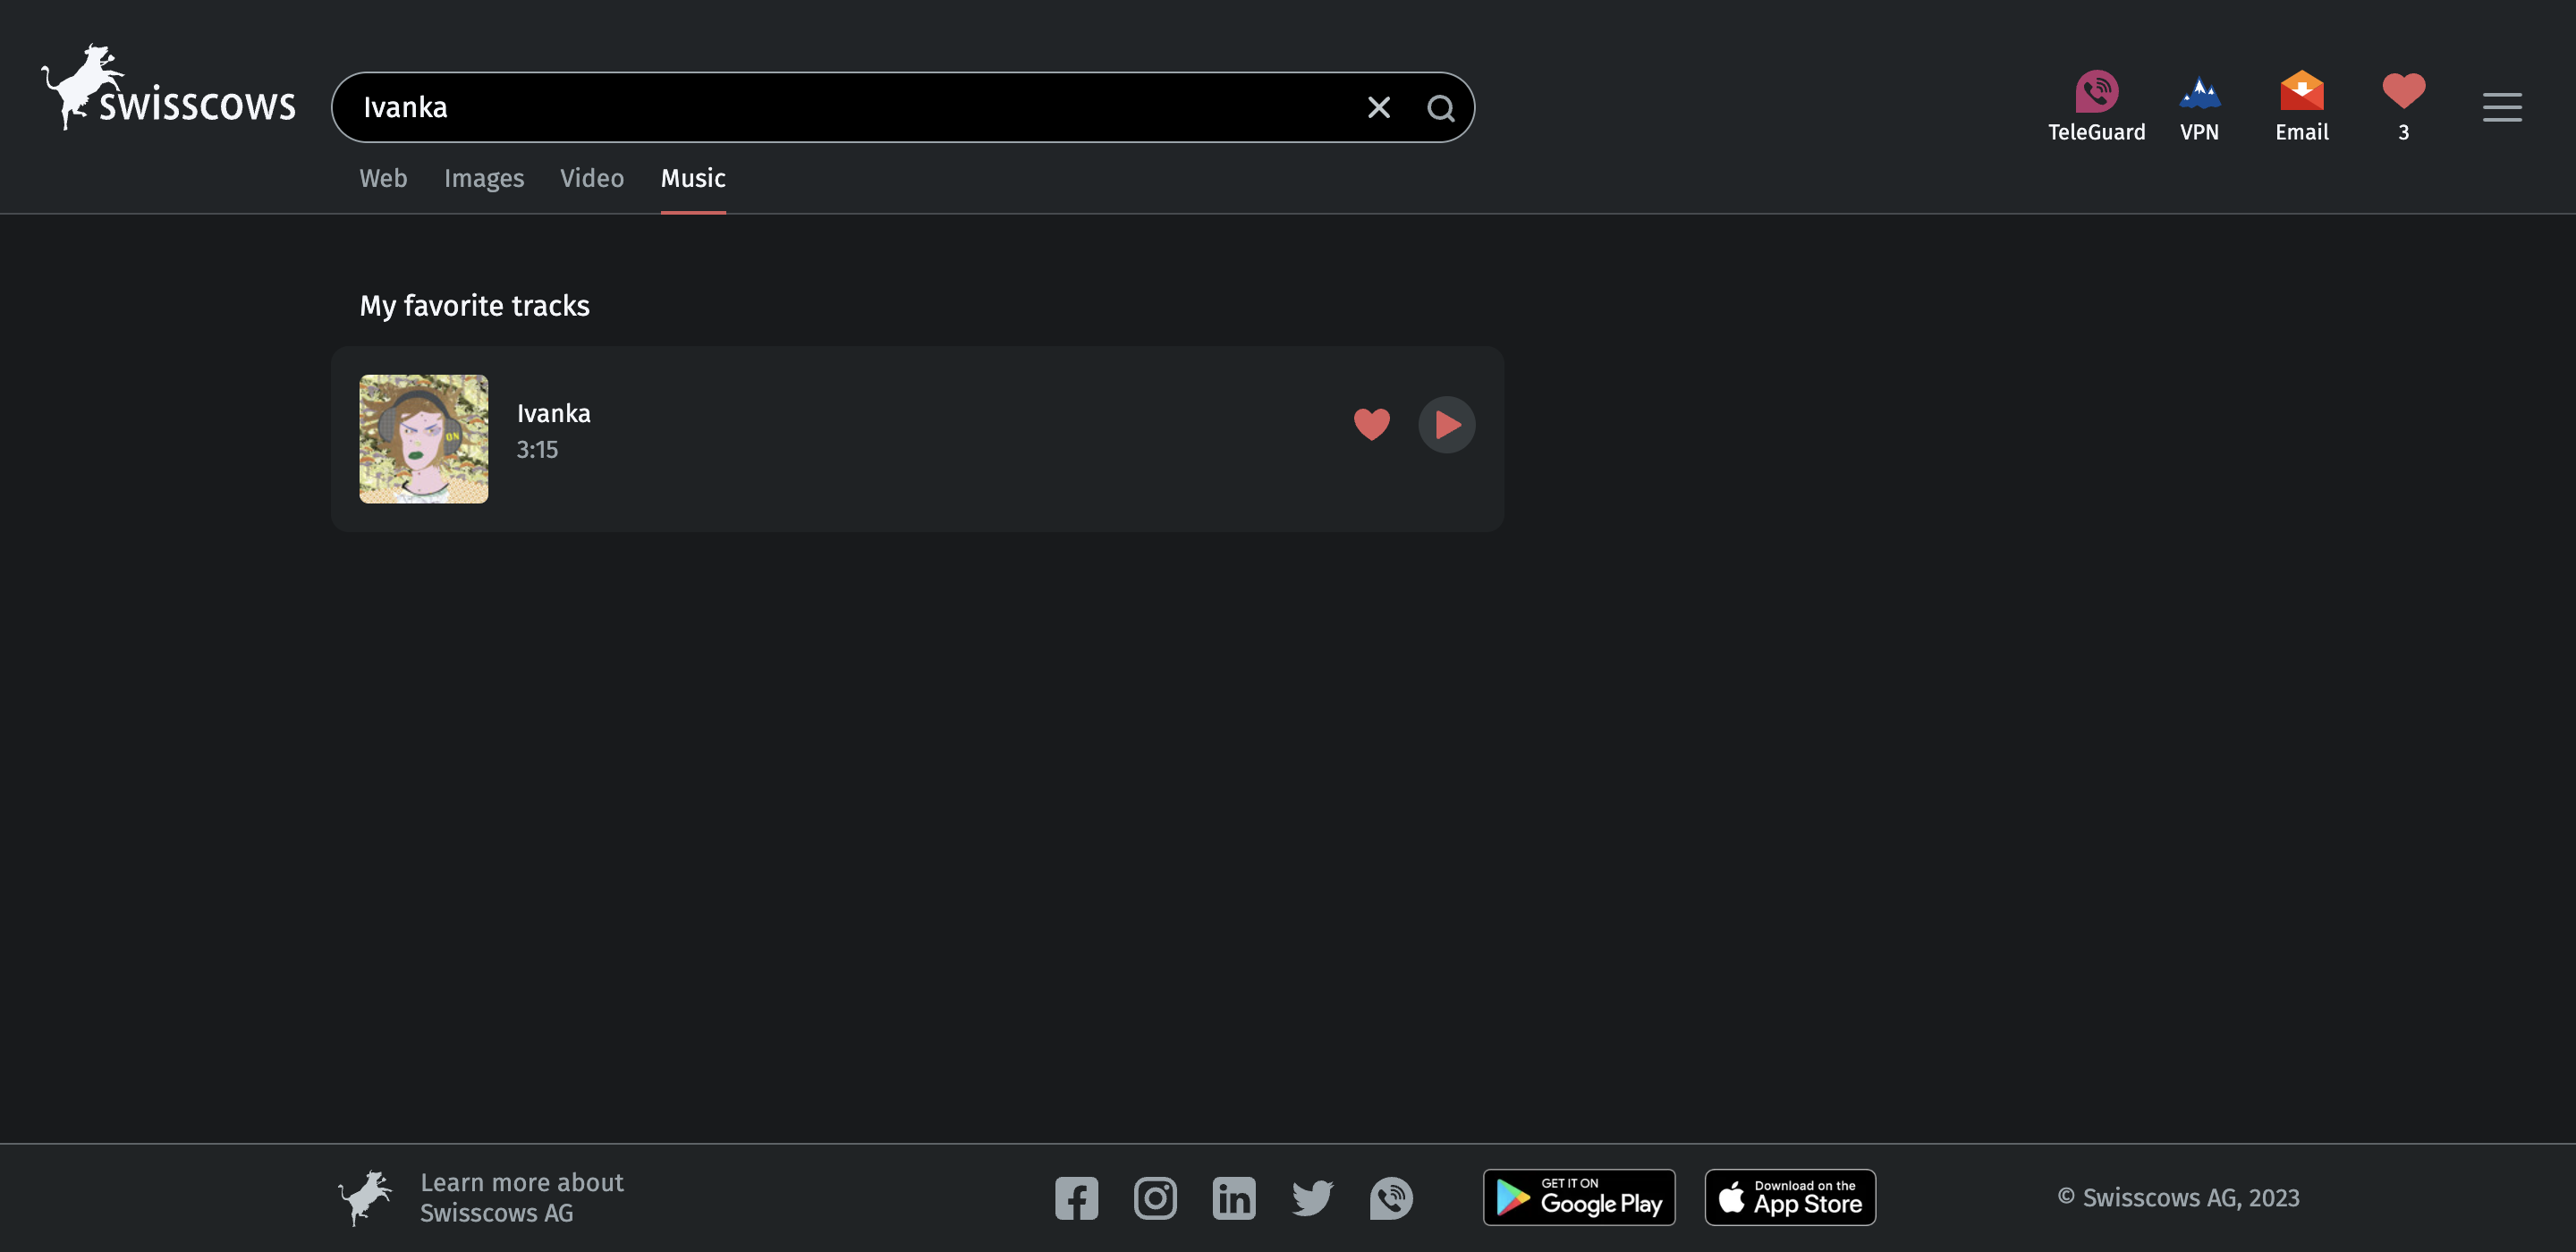 swisscows
Ivanka
TeleGuard
VPN
Email
3
Web
Images
Video
Music
My favorite tracks
ON
Ivanka
3:15
Learn more about
Swisscows AG
GET IT ON
Google Play
Download on the
App Store
© Swisscows AG, 2023